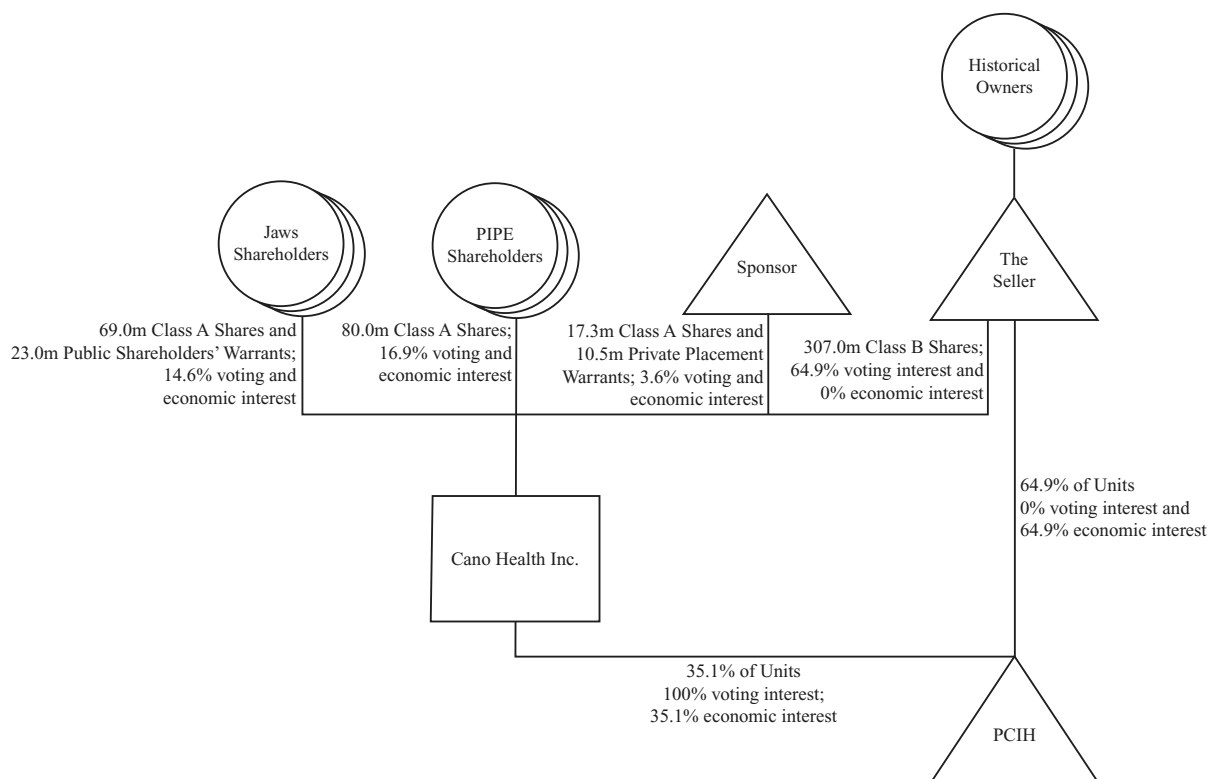 Historical
Owners
Jaws
Shareholders
PIPE
Shareholders
Sponsor
The
Seller
69.0m Class A Shares and
23.0m Public Shareholders’ Warrants;
14.6% voting and
economic interest
80.0m Class A Shares;
16.9% voting and
economic interest
17.3m Class A Shares and
10.5m Private Placement
Warrants; 3.6% voting and
economic interest
307.0m Class B Shares;
64.9% voting interest and
0% economic interest
64.9% of Units
0% voting interest and
64.9% economic interest
Cano Health Inc.
35.1% of Units
100% voting interest;
35.1% economic interest
PCIH